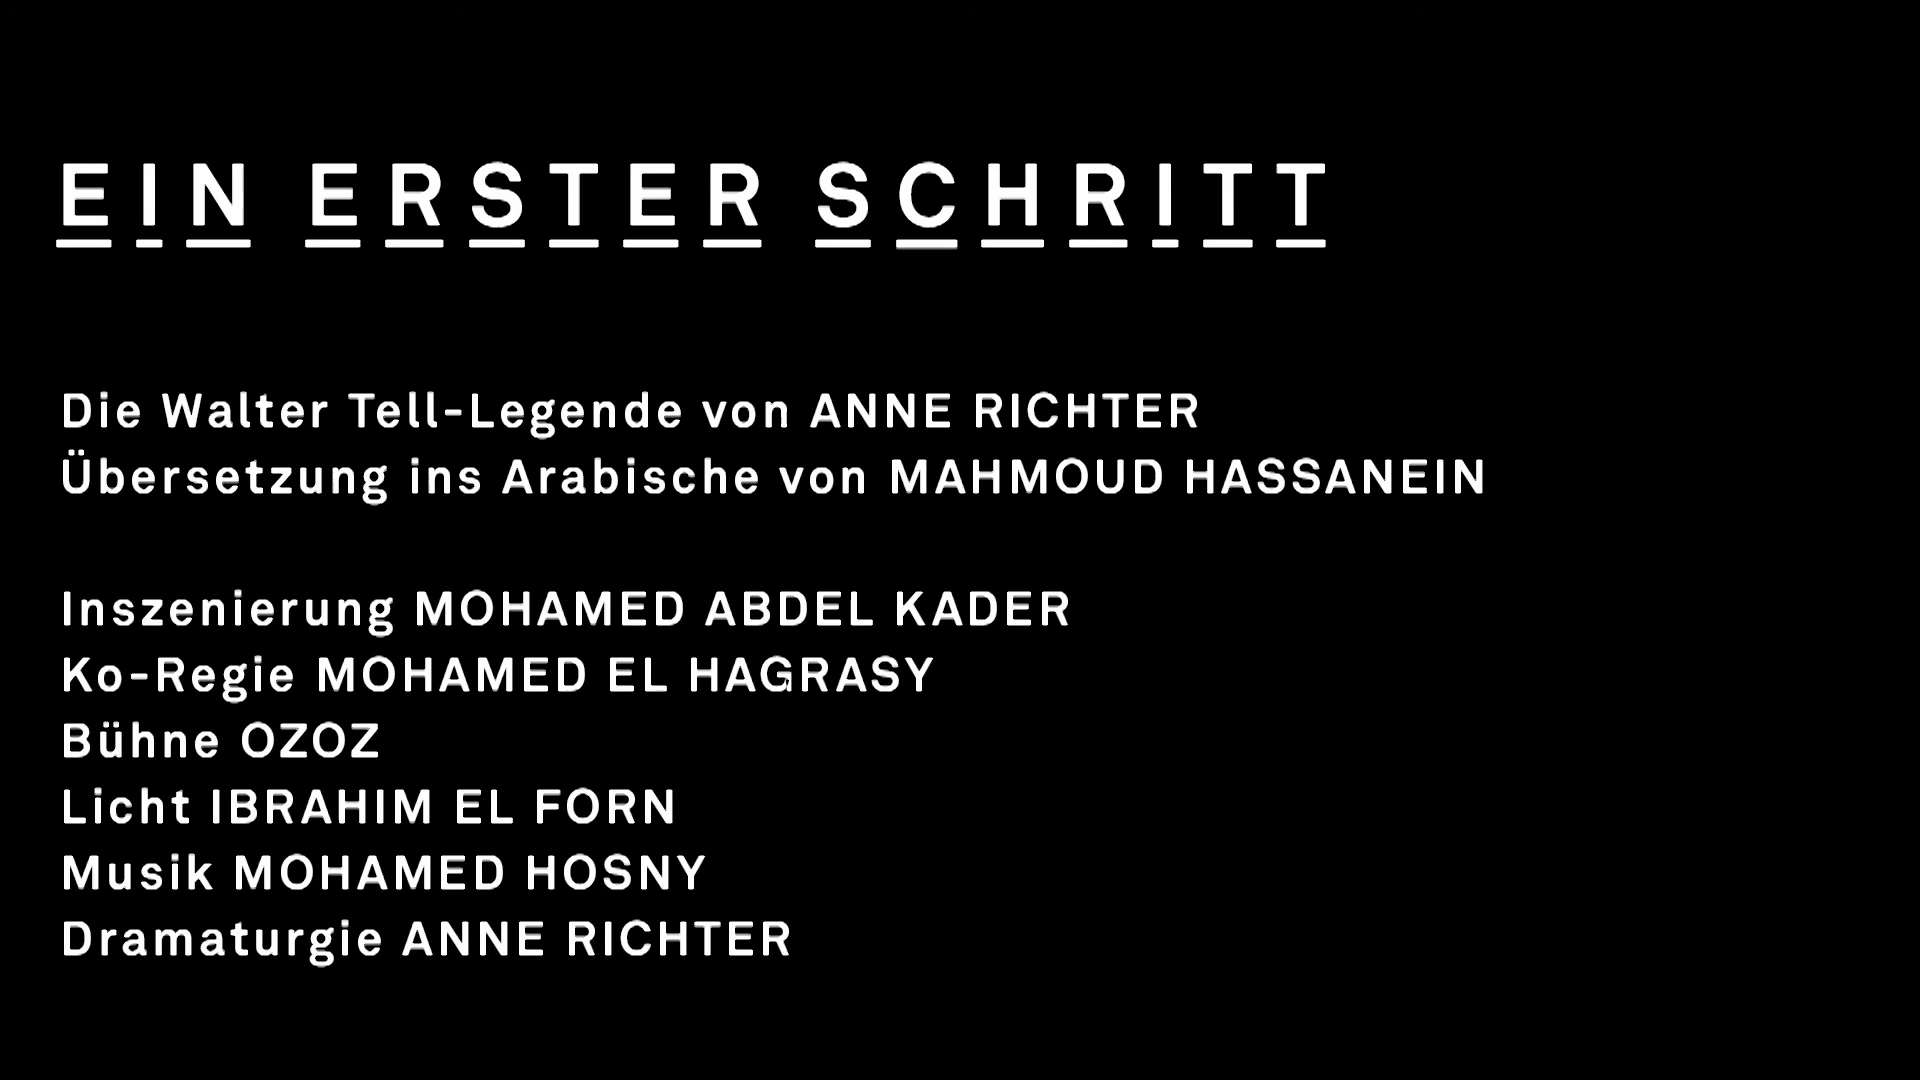 EIN ERSTER SCHRITT
Die Walter Tell-Legende von ANNE RICHTER
Übersetzung ins Arabische von MAHMOUD HASSANEIN
Inszenierung MOHAMED ABDEL KADER
Ko-Regie MOHAMED EL HAGRASY
Bühne OZOZ
Licht IBRAHIM EL FORN
Musik MOHAMED HOSNY
Dramaturgie ANNE RICHTER